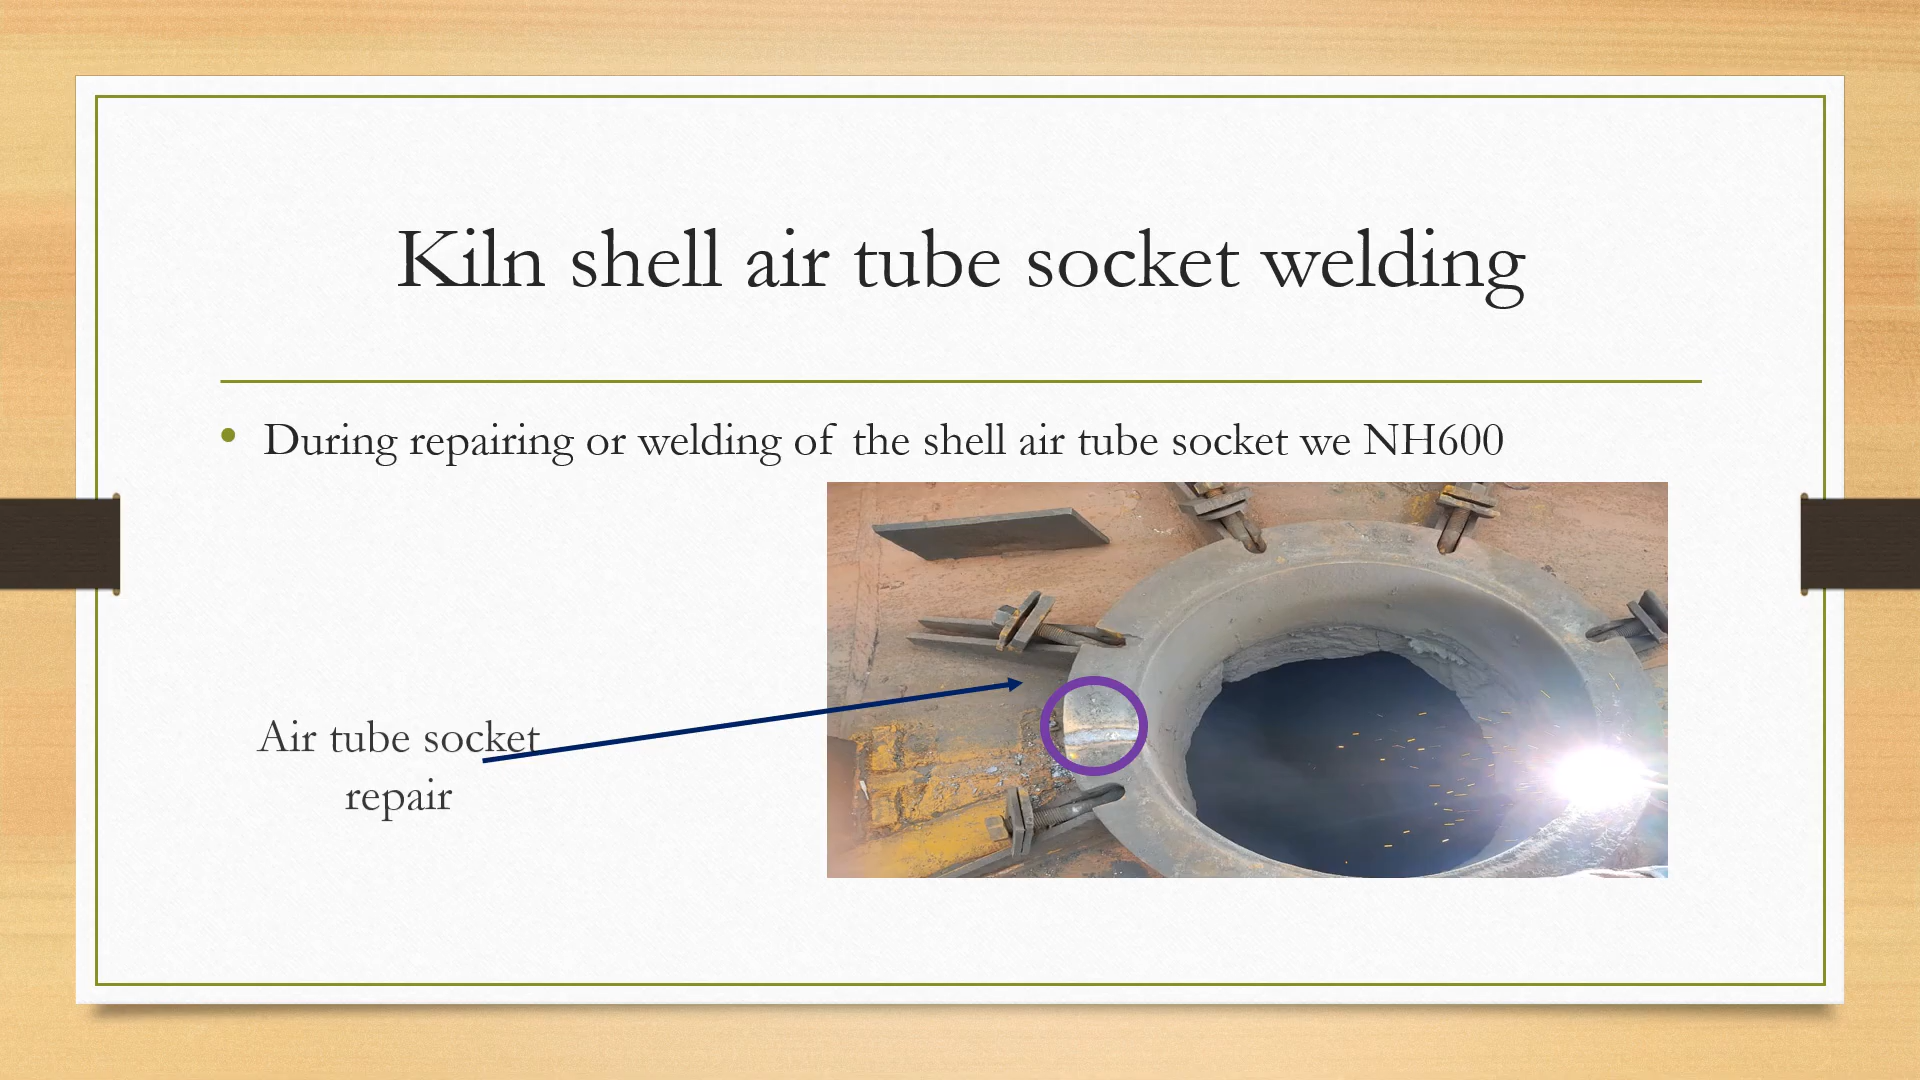 Kiln shell air tube socket welding
During repairing or welding of the shell air tube socket we NH600
Air tube socket
repair